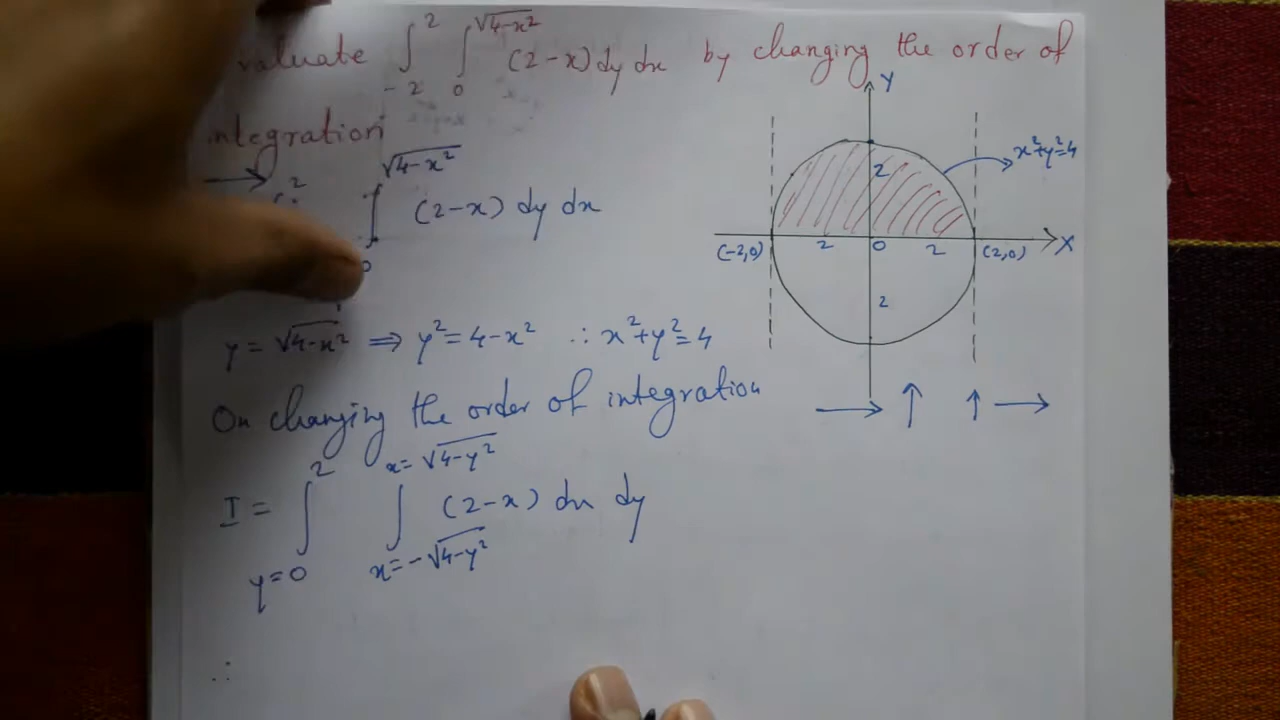 ∫_{-2}^{2} ∫_{0}^{√4-x²} (2-x) dy dx by changing the order of
integration
∫_{0}^{√4-x²} (2-x) dy dx
y = √4-x² ⇒ y² = 4-x² ∴ x²+y²=4
On changing the order of integration
I = ∫_{y=0}^{2} ∫_{x=-√4-y²}^{x=√4-y²} (2-x) dx dy
∴
Y
x²+y²=4
2
(-2,0) 2 0 2 (2,0) X
2